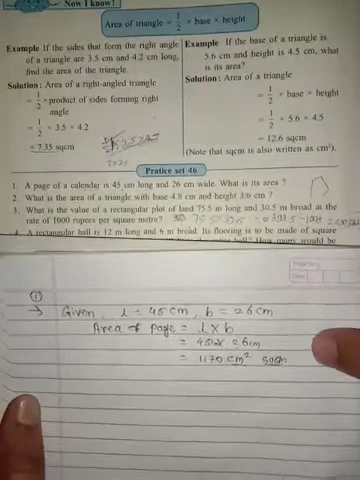 Now I know!
Area of triangle = 1/2 × base × height
Example If the sides that form the right angle
of a triangle are 3.5 cm and 4.2 cm long,
find the area of the triangle.
Solution : Area of a right-angled triangle
= 1/2 × product of sides forming right
angle
= 1/2 × 3.5 × 4.2
= 7.35 sqcm
Example : If the base of a triangle is
5.6 cm and height is 4.5 cm, what
is its area?
Solution : Area of a triangle
= 1/2 × base × height
= 1/2 × 5.6 × 4.5
= 12.6 sqcm
(Note that sqcm is also written as cm².)
Pratice set 46
1. A page of a calendar is 45 cm long and 26 cm wide. What is its area ?
2. What is the area of a triangle with base 4.8 cm and height 3.6 cm ?
3. What is the value of a rectangular plot of land 75.5 m long and 30.5 m broad at the
rate of 1000 rupees per square metre?
4. A rectangular hall is 12 m long and 6 m broad. Its flooring is to be made of square
①
→ Given, l = 45 cm, b = 26 cm
Area of Page = l × b
= 45 × 26 cm
= 1170 cm² sqcm